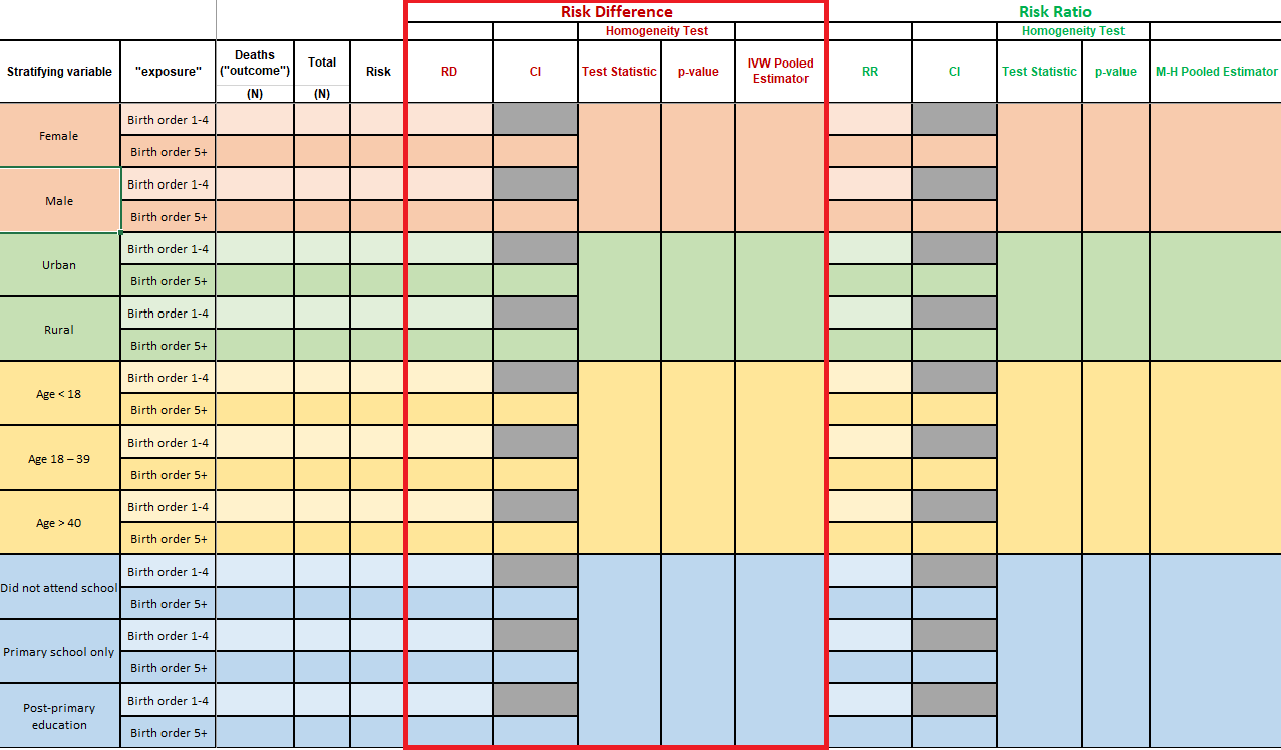 Risk Difference Risk Ratio
Homogeneity Test Homogeneity Test
Stratifying variable "exposure" Deaths ("outcome") (N) Total (N) Risk RD CI Test Statistic p-value IVW Pooled Estimator RR CI Test Statistic p-value M-H Pooled Estimator
Female
Birth order 1-4
Birth order 5+
Male
Birth order 1-4
Birth order 5+
Urban
Birth order 1-4
Birth order 5+
Rural
Birth order 1-4
Birth order 5+
Age < 18
Birth order 1-4
Birth order 5+
Age 18 – 39
Birth order 1-4
Birth order 5+
Age > 40
Birth order 1-4
Birth order 5+
Did not attend school
Birth order 1-4
Birth order 5+
Primary school only
Birth order 1-4
Birth order 5+
Post-primary
education
Birth order 1-4
Birth order 5+